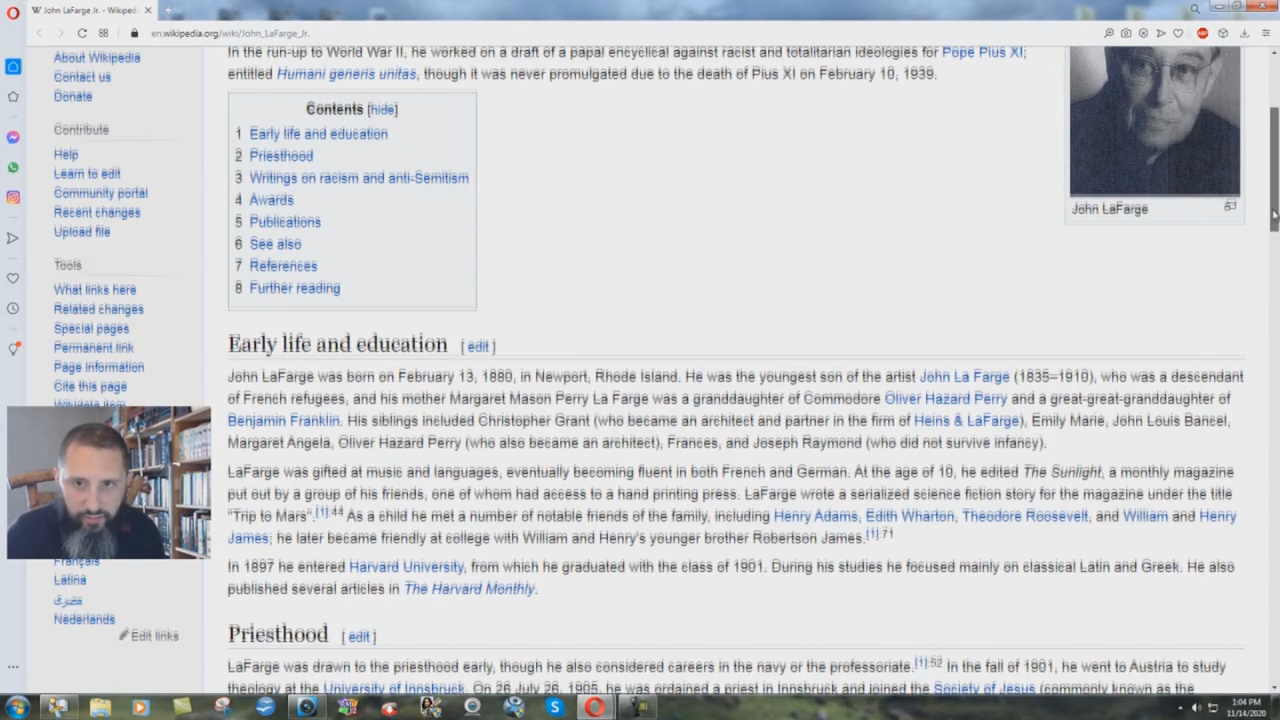 John LaFarge Jr. - Wikiped
en.wikipedia.org/wiki/John_LaFarge_Jr.
About Wikipedia
Contact us
Donate
Contribute
Help
Learn to edit
Community portal
Recent changes
Upload file
Tools
What links here
Related changes
Special pages
Permanent link
Page information
Cite this page
Wikidata item
Français
Latina
مصرى
Nederlands
Edit links
In the run-up to World War II, he worked on a draft of a papal encyclical against racist and totalitarian ideologies for Pope Pius XI;
entitled Humani generis unitas, though it was never promulgated due to the death of Pius XI on February 10, 1939.
Contents [hide]
1 Early life and education
2 Priesthood
3 Writings on racism and anti-Semitism
4 Awards
5 Publications
6 See also
7 References
8 Further reading
John LaFarge
Early life and education [ edit ]
John LaFarge was born on February 13, 1880, in Newport, Rhode Island. He was the youngest son of the artist John La Farge (1835–1910), who was a descendant
of French refugees, and his mother Margaret Mason Perry La Farge was a granddaughter of Commodore Oliver Hazard Perry and a great-great-granddaughter of
Benjamin Franklin. His siblings included Christopher Grant (who became an architect and partner in the firm of Heins & LaFarge), Emily Marie, John Louis Bancel,
Margaret Angela, Oliver Hazard Perry (who also became an architect), Frances, and Joseph Raymond (who did not survive infancy).
LaFarge was gifted at music and languages, eventually becoming fluent in both French and German. At the age of 10, he edited The Sunlight, a monthly magazine
put out by a group of his friends, one of whom had access to a hand printing press. LaFarge wrote a serialized science fiction story for the magazine under the title
"Trip to Mars".[1]:44 As a child he met a number of notable friends of the family, including Henry Adams, Edith Wharton, Theodore Roosevelt, and William and Henry
James; he later became friendly at college with William and Henry's younger brother Robertson James.[1]:71
In 1897 he entered Harvard University, from which he graduated with the class of 1901. During his studies he focused mainly on classical Latin and Greek. He also
published several articles in The Harvard Monthly.
Priesthood [ edit ]
LaFarge was drawn to the priesthood early, though he also considered careers in the navy or the professoriate.[1]:52 In the fall of 1901, he went to Austria to study
theology at the University of Innsbruck. On 26 July 26, 1905, he was ordained a priest in Innsbruck and joined the Society of Jesus (commonly known as the
1:04 PM
11/14/2020